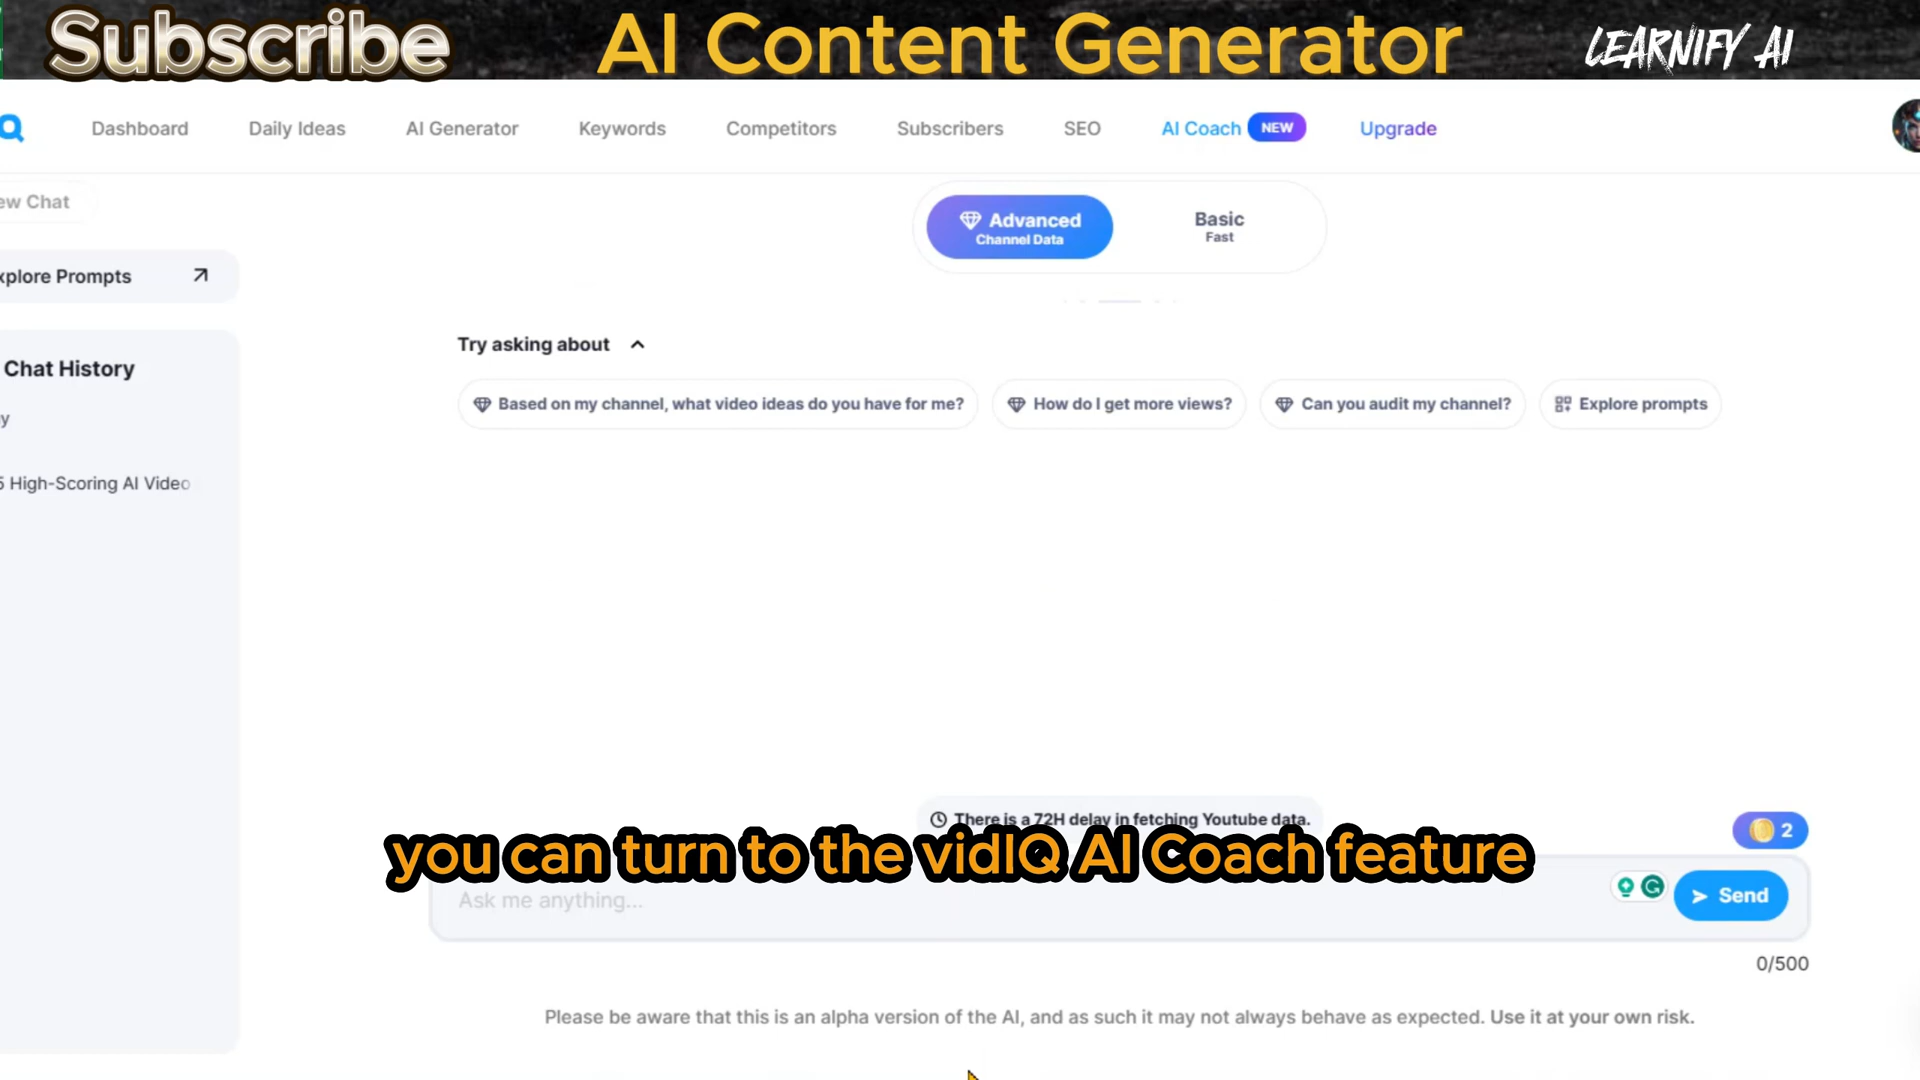 Subscribe
AI Content Generator
LEARNIFY AI
Dashboard
Daily Ideas
AI Generator
Keywords
Competitors
Subscribers
SEO
AI Coach NEW
Upgrade
ew Chat
Advanced
Channel Data
Basic
Fast
xplore Prompts
Try asking about
Chat History
Based on my channel, what video ideas do you have for me?
How do I get more views?
Can you audit my channel?
Explore prompts
y
5 High-Scoring AI Video
There is a 72H delay in fetching Youtube data.
2
you can turn to the vidIQ AI Coach feature
Ask me anything...
Send
0/500
Please be aware that this is an alpha version of the AI, and as such it may not always behave as expected. Use it at your own risk.